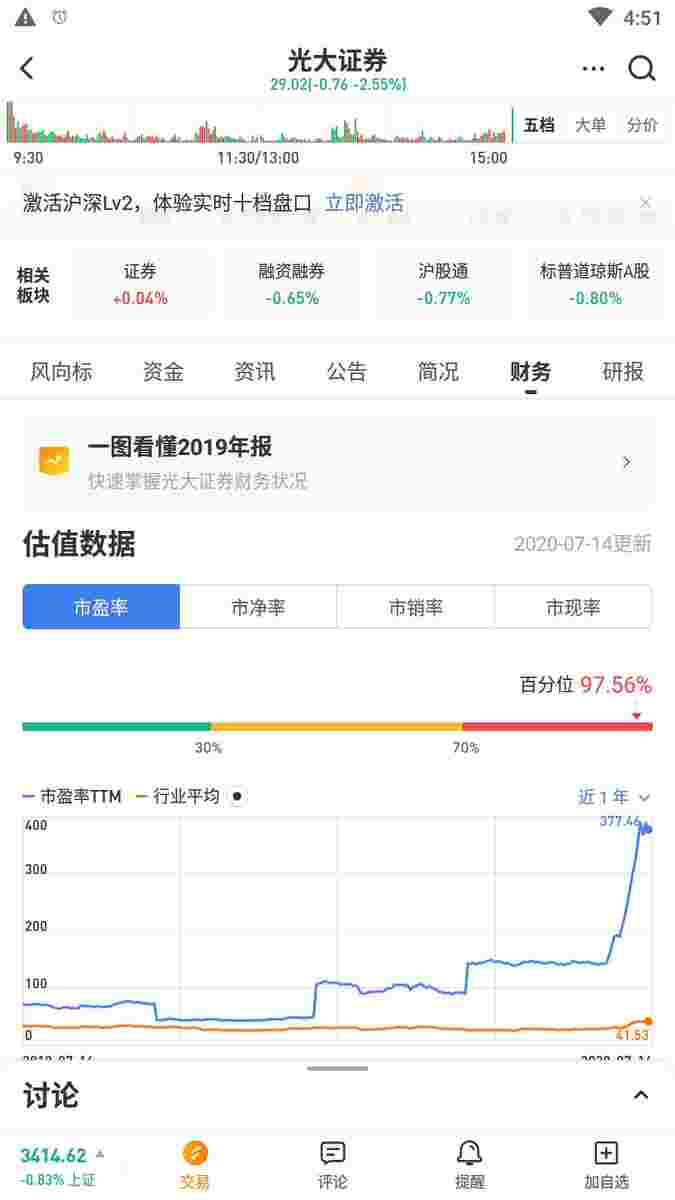 4:51
光大证券
29.02(-0.76 -2.55%)
五档 大单 分价
9:30 11:30/13:00 15:00
激活沪深Lv2，体验实时十档盘口 立即激活
相关板块
证券 融资融券 沪股通 标普道琼斯A股
+0.04% -0.65% -0.77% -0.80%
风向标 资金 资讯 公告 简况 财务 研报
一图看懂2019年报
快速掌握光大证券财务状况
估值数据 2020-07-14更新
市盈率 市净率 市销率 市现率
百分位 97.56%
30% 70%
市盈率TTM 行业平均 近1年
400 377.46
300
200
100
0 41.53
2019-07-14 2020-07-14
讨论
3414.62
-0.83% 上证
交易 评论 提醒 加自选